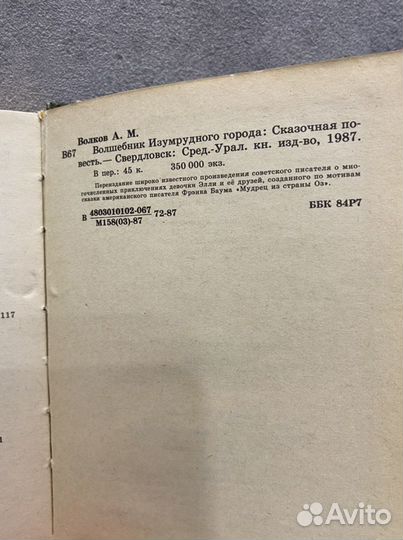 Волков А. М.
В67 Волшебник Изумрудного города: Сказочная по-
весть.— Свердловск: Сред.-Урал. кн. изд-во, 1987.
В пер.: 45 к. 350 000 экз.
Переиздание широко известного произведения советского писателя о мно-
гочисленных приключениях девочки Элли и её друзей, созданного по мотивам
сказки американского писателя Фрэнка Баума «Мудрец из страны Оз».
В 4803010102-067 72-87
М158(03)-87
ББК 84Р7
117
Avito